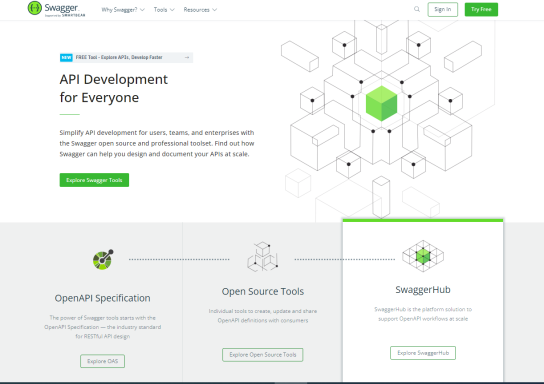 Swagger
Supported by SMARTBEAR
Why Swagger?
Tools
Resources
Sign In
Try Free
NEW FREE Tool - Explore APIs, Develop Faster →
API Development
for Everyone
Simplify API development for users, teams, and enterprises with
the Swagger open source and professional toolset. Find out how
Swagger can help you design and document your APIs at scale.
Explore Swagger Tools
OpenAPI Specification
The power of Swagger tools starts with the
OpenAPI Specification — the industry standard
for RESTful API design
Explore OAS
Open Source Tools
Individual tools to create, update and share
OpenAPI definitions with consumers
Explore Open Source Tools
SwaggerHub
SwaggerHub is the platform solution to
support OpenAPI workflows at scale
Explore SwaggerHub